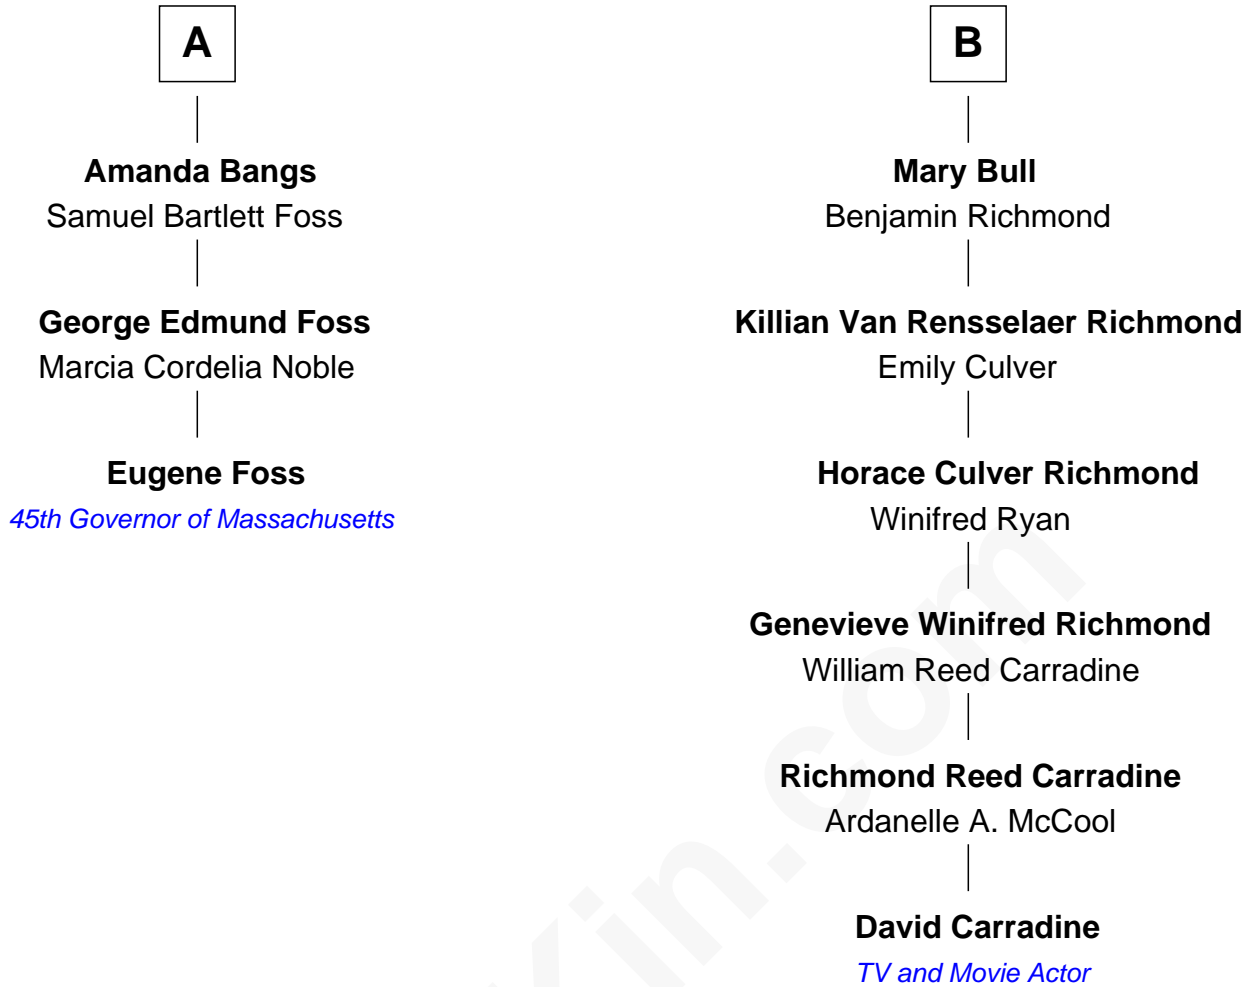 A
Amanda Bangs
Samuel Bartlett Foss
George Edmund Foss
Marcia Cordelia Noble
Eugene Foss
45th Governor of Massachusetts
B
Mary Bull
Benjamin Richmond
Killian Van Rensselaer Richmond
Emily Culver
Horace Culver Richmond
Winifred Ryan
Genevieve Winifred Richmond
William Reed Carradine
Richmond Reed Carradine
Ardanelle A. McCool
David Carradine
TV and Movie Actor
Kin.com